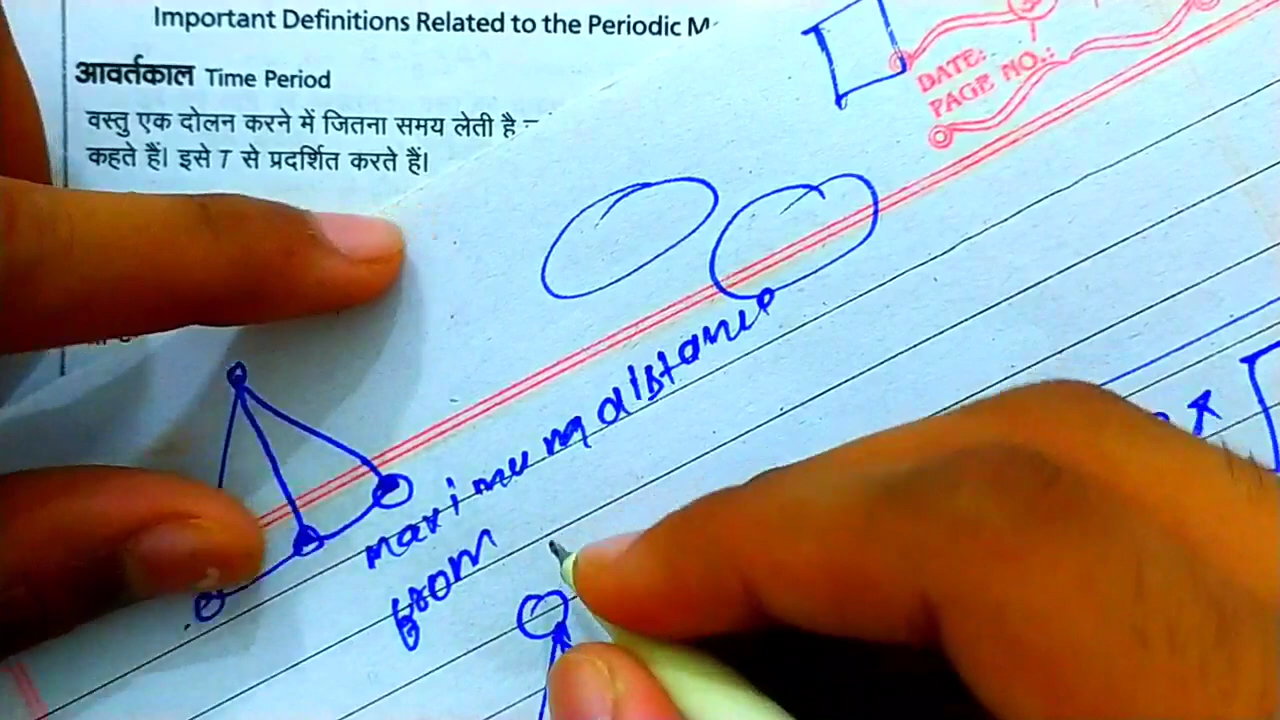 Important Definitions Related to the Periodic
आवर्तकाल Time Period
वस्तु एक दोलन करने में जितना समय लेती है
कहते हैं। इसे T से प्रदर्शित करते हैं।
DATE:
PAGE NO.:
maximum distance
from